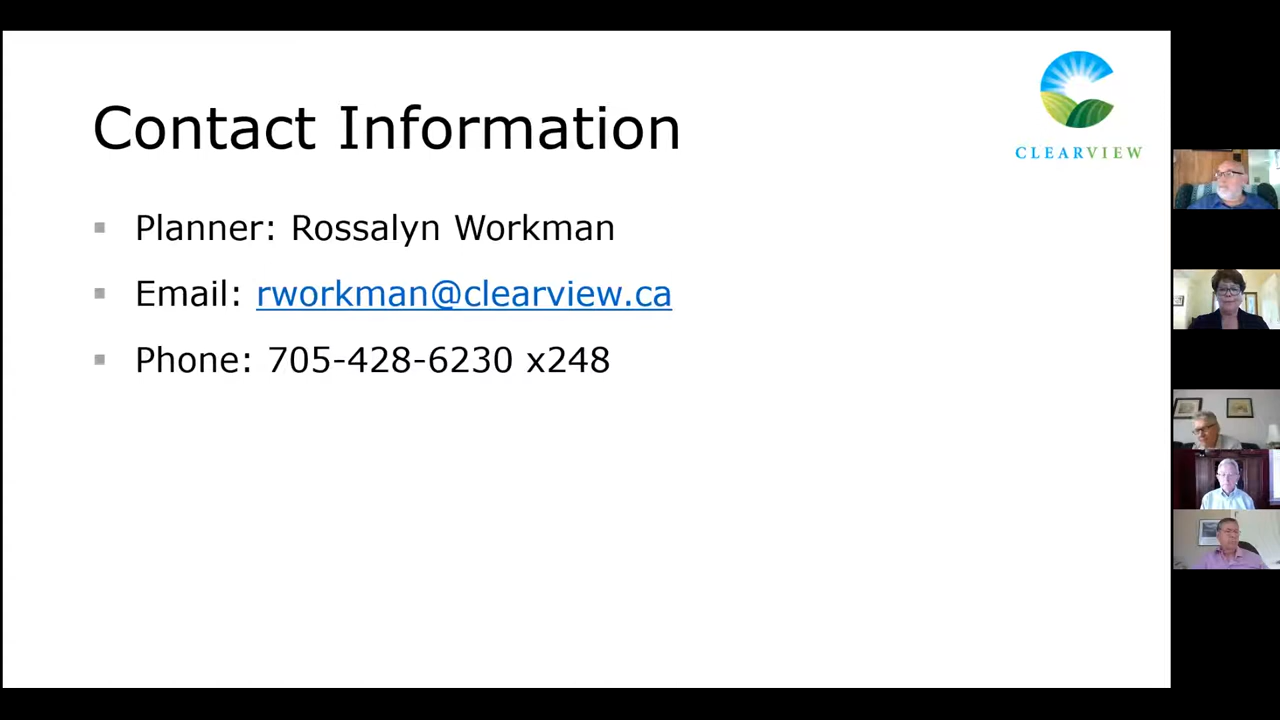 CLEARVIEW
Contact Information
Planner: Rossalyn Workman
Email: rworkman@clearview.ca
Phone: 705-428-6230 x248